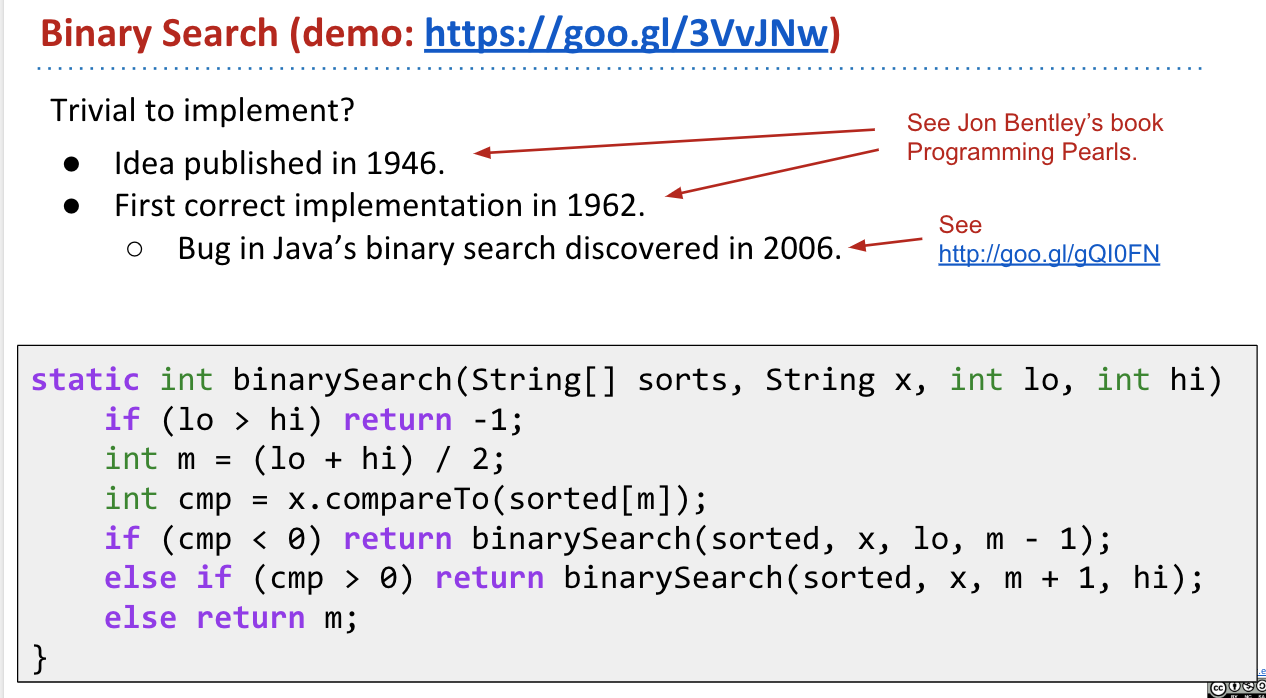 Binary Search (demo: https://goo.gl/3VvJNw)
Trivial to implement?
● Idea published in 1946.
● First correct implementation in 1962.
○ Bug in Java’s binary search discovered in 2006.
See Jon Bentley’s book
Programming Pearls.
See
http://goo.gl/gQI0FN
static int binarySearch(String[] sorts, String x, int lo, int hi)
    if (lo > hi) return -1;
    int m = (lo + hi) / 2;
    int cmp = x.compareTo(sorted[m]);
    if (cmp < 0) return binarySearch(sorted, x, lo, m - 1);
    else if (cmp > 0) return binarySearch(sorted, x, m + 1, hi);
    else return m;
}